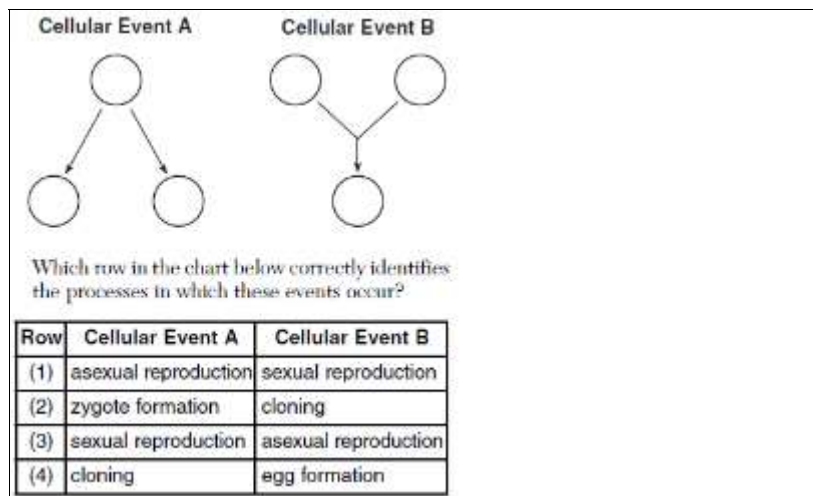 Cellular Event A Cellular Event B
Which row in the chart below correctly identifies
the processes in which these events occur?
Row Cellular Event A Cellular Event B
(1) asexual reproduction sexual reproduction
(2) zygote formation cloning
(3) sexual reproduction asexual reproduction
(4) cloning egg formation